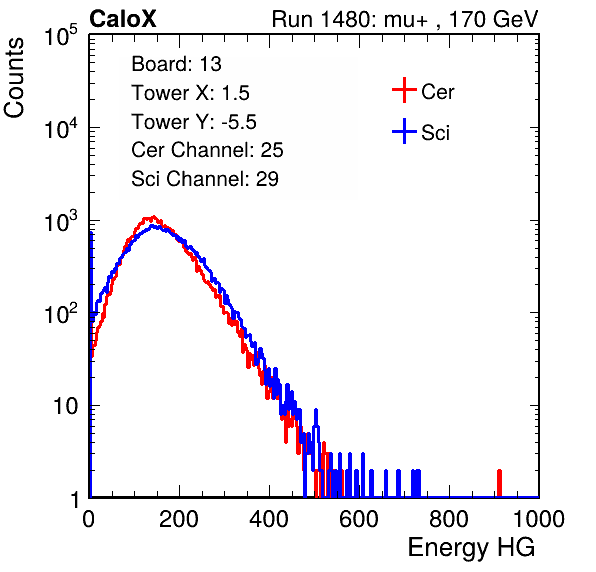 CaloX Run 1480: mu+ , 170 GeV
Counts
10^5
10^4
10^3
10^2
10
1
Board: 13
Tower X: 1.5
Tower Y: -5.5
Cer Channel: 25
Sci Channel: 29
Cer
Sci
0 200 400 600 800 1000
Energy HG